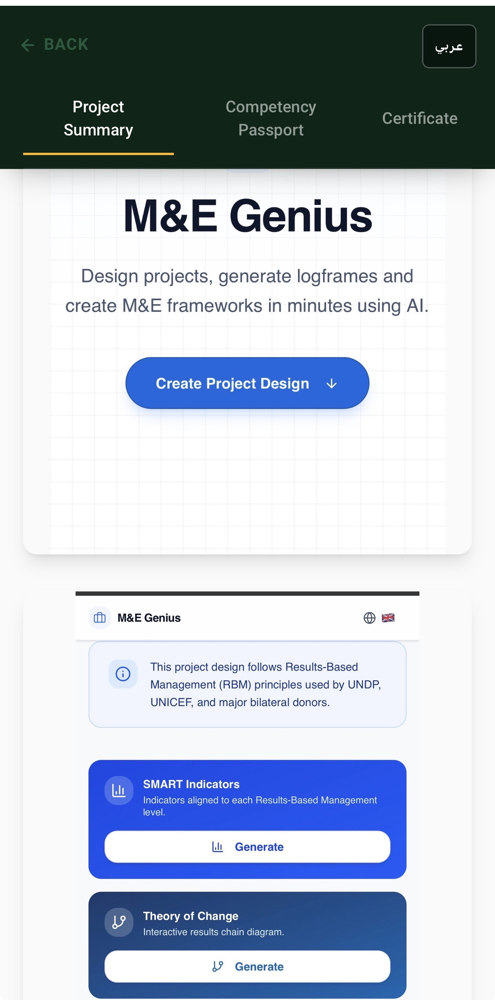 BACK
عربي
Project
Summary
Competency
Passport
Certificate
M&E Genius
Design projects, generate logframes and
create M&E frameworks in minutes using AI.
Create Project Design
M&E Genius
This project design follows Results-Based
Management (RBM) principles used by UNDP,
UNICEF, and major bilateral donors.
SMART Indicators
Indicators aligned to each Results-Based Management
level.
Generate
Theory of Change
Interactive results chain diagram.
Generate